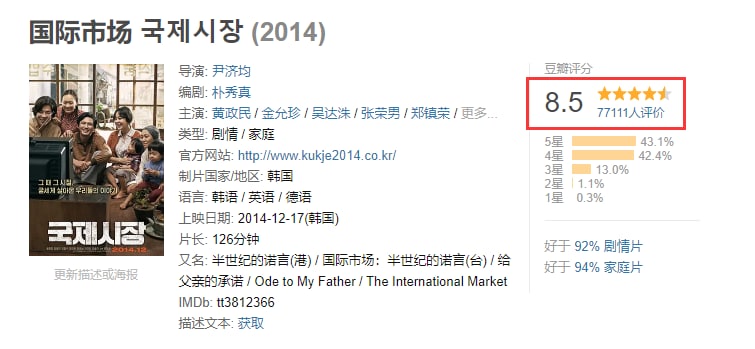 国际市场 국제시장 (2014)
그때 그 시절,
굳세게 살아온 우리들의 이야기
국제시장
2014.12.
更新描述或海报
导演: 尹济均
编剧: 朴秀真
主演: 黄政民 / 金允珍 / 吴达洙 / 张荣男 / 郑镇荣 / 更多...
类型: 剧情 / 家庭
官方网站: http://www.kukje2014.co.kr/
制片国家/地区: 韩国
语言: 韩语 / 英语 / 德语
上映日期: 2014-12-17(韩国)
片长: 126分钟
又名: 半世纪的诺言(港) / 国际市场：半世纪的诺言(台) / 给
父亲的承诺 / Ode to My Father / The International Market
IMDb: tt3812366
描述文本: 获取
豆瓣评分
8.5
77111人评价
5星 43.1%
4星 42.4%
3星 13.0%
2星 1.1%
1星 0.3%
好于 92% 剧情片
好于 94% 家庭片